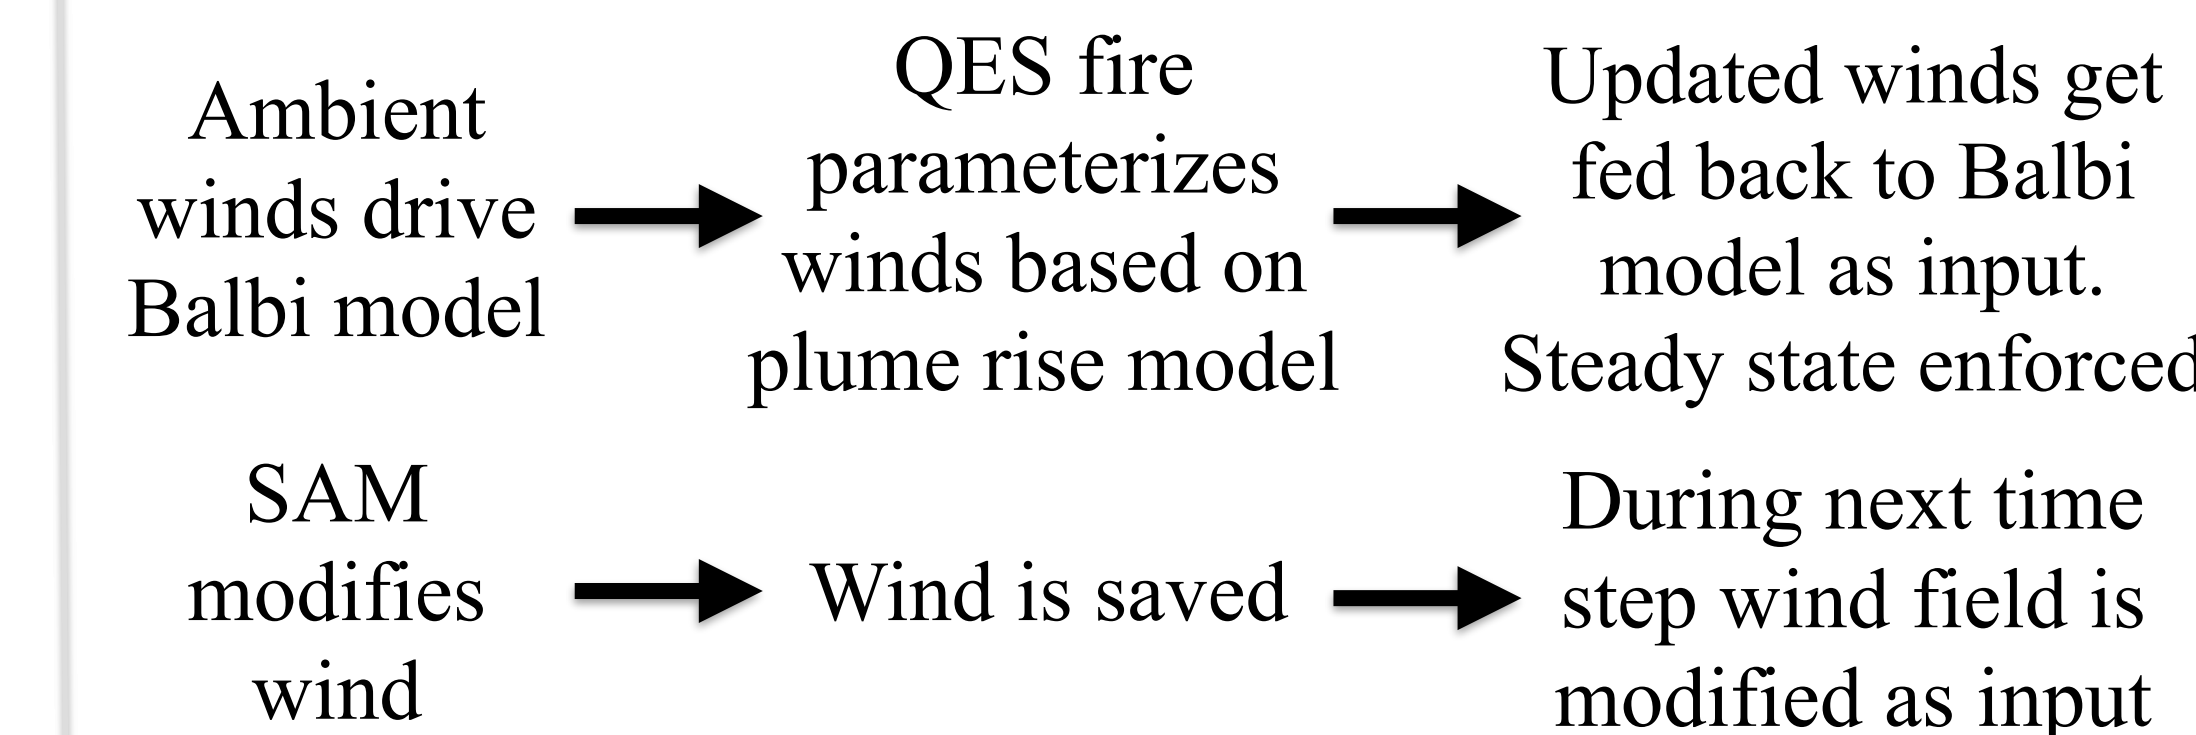 Ambient
winds drive
Balbi model
QES fire
parameterizes
winds based on
plume rise model
Updated winds get
fed back to Balbi
model as input.
Steady state enforced
SAM
modifies
wind
Wind is saved
During next time
step wind field is
modified as input